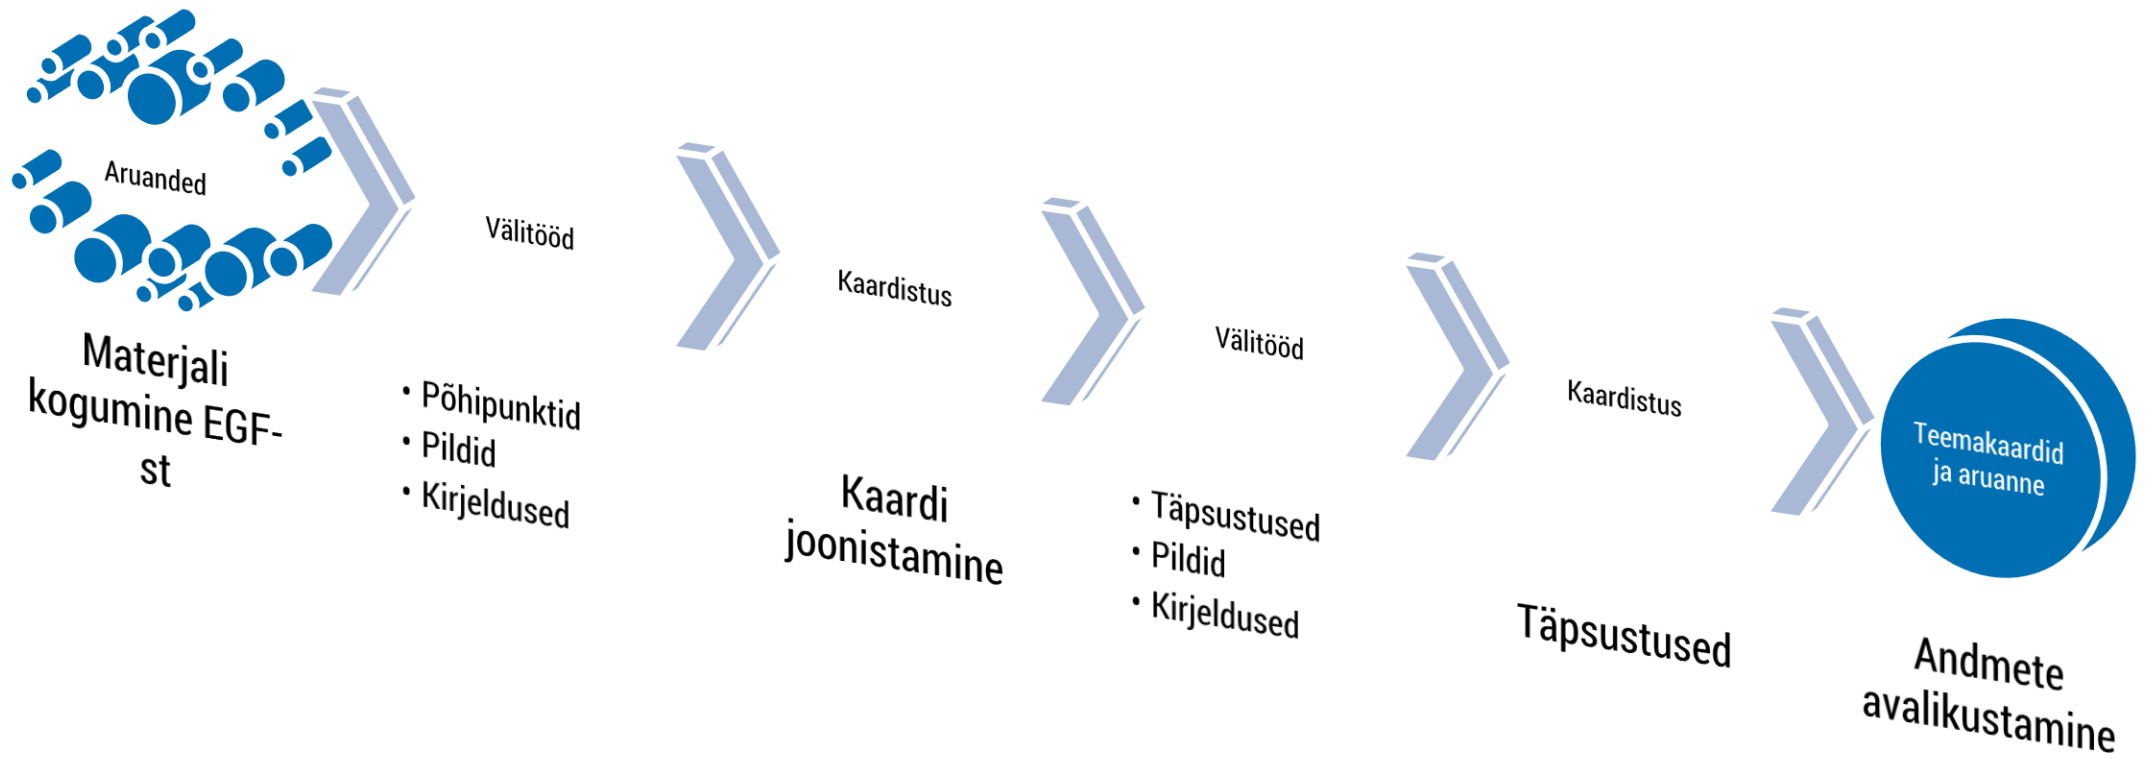 Aruanded
Materjali
kogumine EGF-
st
Välitööd
• Põhipunktid
• Pildid
• Kirjeldused
Kaardistus
Kaardi
joonistamine
Välitööd
• Täpsustused
• Pildid
• Kirjeldused
Kaardistus
Täpsustused
Teemakaardid
ja aruanne
Andmete
avalikustamine